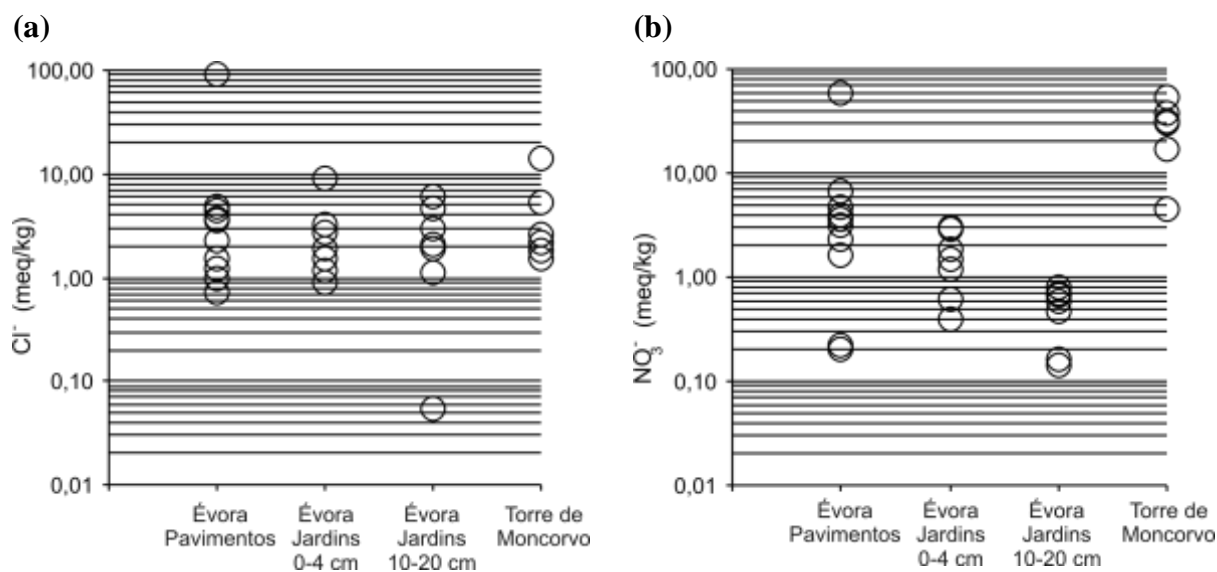 (a)
100,00
10,00
1,00
0,10
0,01
Cl⁻ (meq/kg)
Évora
Pavimentos
Évora
Jardins
0-4 cm
Évora
Jardins
10-20 cm
Torre de
Moncorvo
(b)
100,00
10,00
1,00
0,10
0,01
NO₃⁻ (meq/kg)
Évora
Pavimentos
Évora
Jardins
0-4 cm
Évora
Jardins
10-20 cm
Torre de
Moncorvo